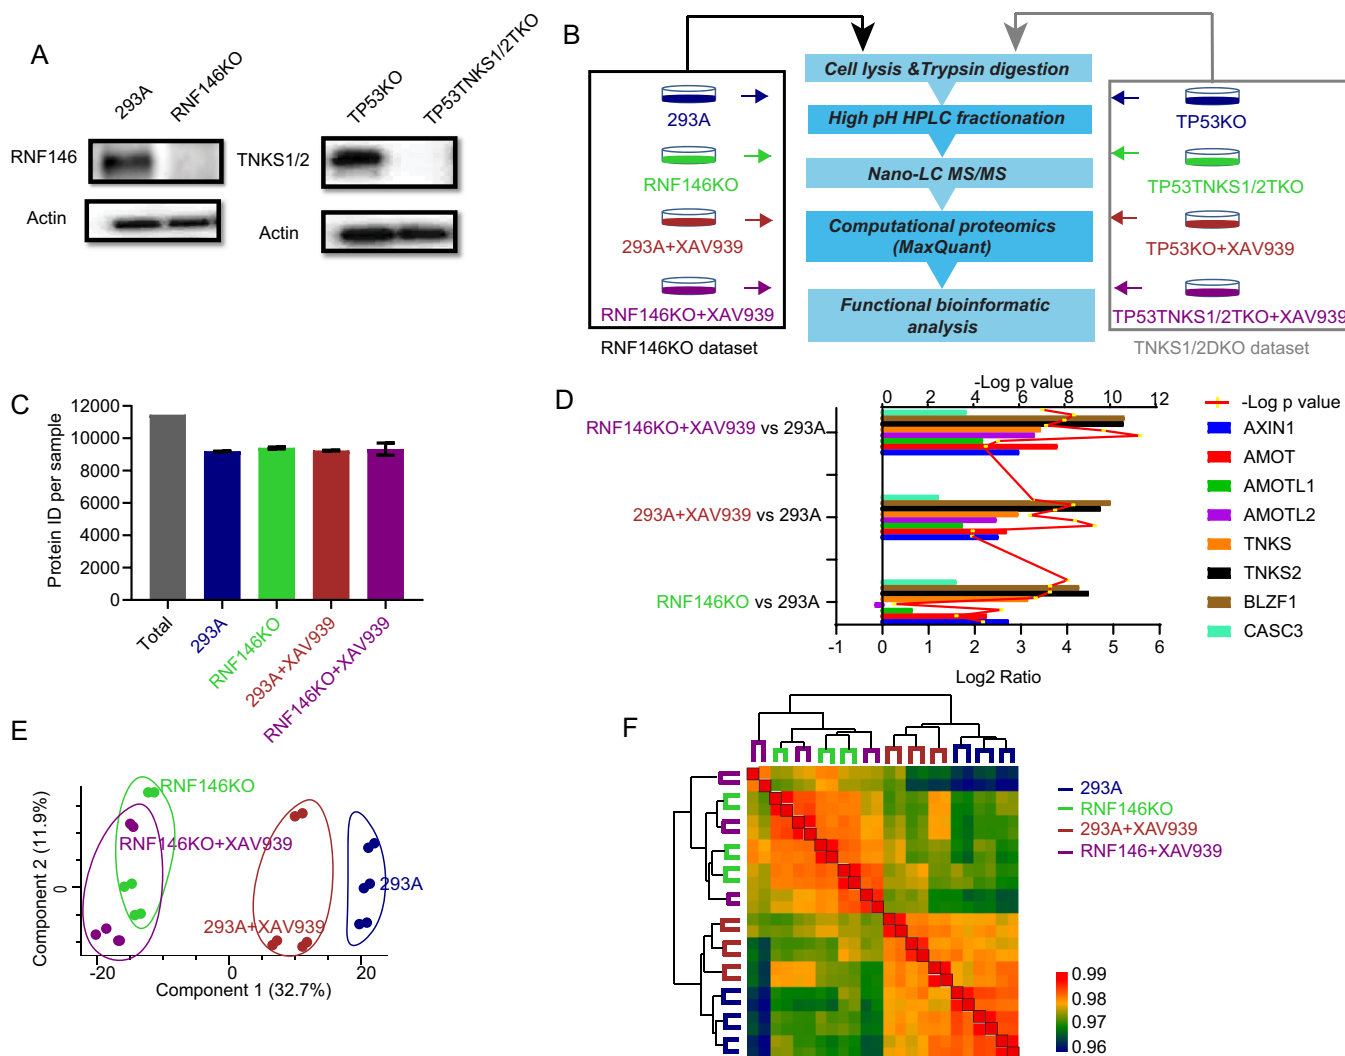 A
293A
RNF146KO
TP53KO
TP53TNKS1/2TKO
RNF146
TNKS1/2
Actin
Actin
B
293A
RNF146KO
293A+XAV939
RNF146KO+XAV939
RNF146KO dataset
Cell lysis &Trypsin digestion
High pH HPLC fractionation
Nano-LC MS/MS
Computational proteomics
(MaxQuant)
Functional bioinformatic
analysis
TP53KO
TP53TNKS1/2TKO
TP53KO+XAV939
TP53TNKS1/2TKO+XAV939
TNKS1/2DKO dataset
C
Protein ID per sample
12000
10000
8000
6000
4000
2000
0
Total
293A
RNF146KO
293A+XAV939
RNF146KO+XAV939
D
-Log p value
0 2 4 6 8 10 12
RNF146KO+XAV939 vs 293A
293A+XAV939 vs 293A
RNF146KO vs 293A
-1 0 1 2 3 4 5 6
Log2 Ratio
-Log p value
AXIN1
AMOT
AMOTL1
AMOTL2
TNKS
TNKS2
BLZF1
CASC3
E
Component 2 (11.9%)
0
RNF146KO
RNF146KO+XAV939
293A
293A+XAV939
-20 0 20
Component 1 (32.7%)
F
293A
RNF146KO
293A+XAV939
RNF146+XAV939
0.99
0.98
0.97
0.96